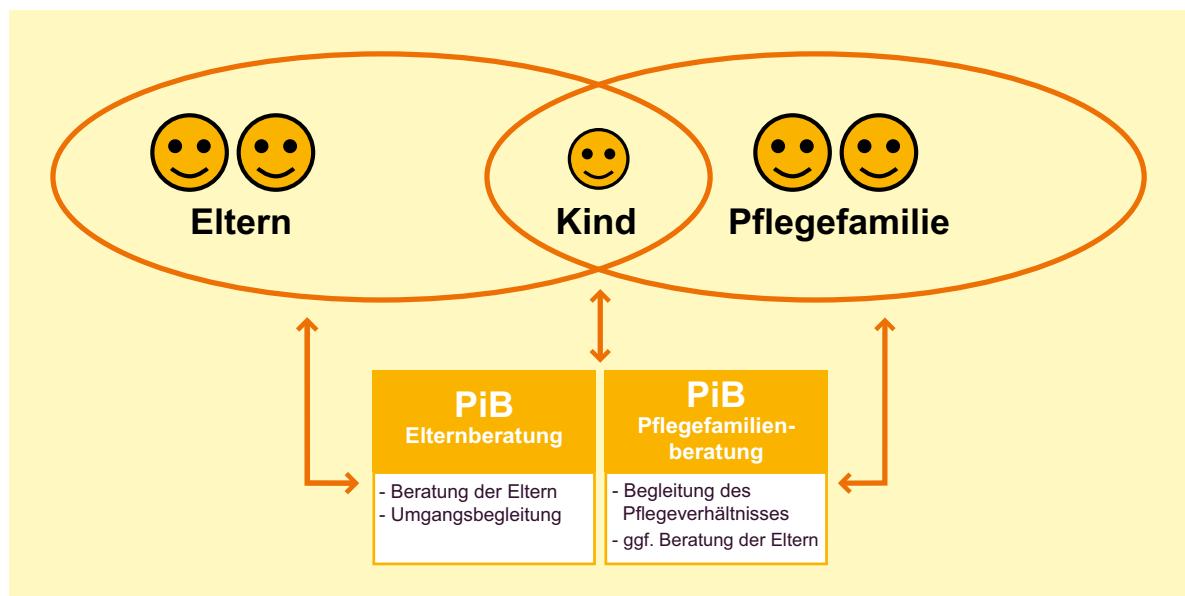 Eltern
Kind
Pflegefamilie
PiB
Elternberatung
- Beratung der Eltern
- Umgangsbegleitung
PiB
Pflegefamilien-
beratung
- Begleitung des
Pflegeverhältnisses
- ggf. Beratung der Eltern